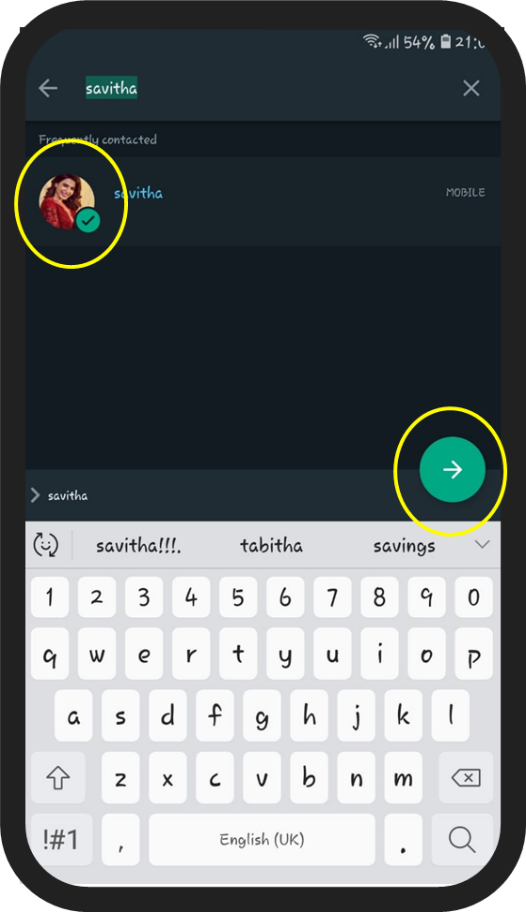 54% 21:
savitha
Frequently contacted
savitha MOBILE
savitha
savitha!!!. tabitha savings
1 2 3 4 5 6 7 8 9 0
q w e r t y u i o p
a s d f g h j k l
z x c v b n m
!#1 , English (UK) .